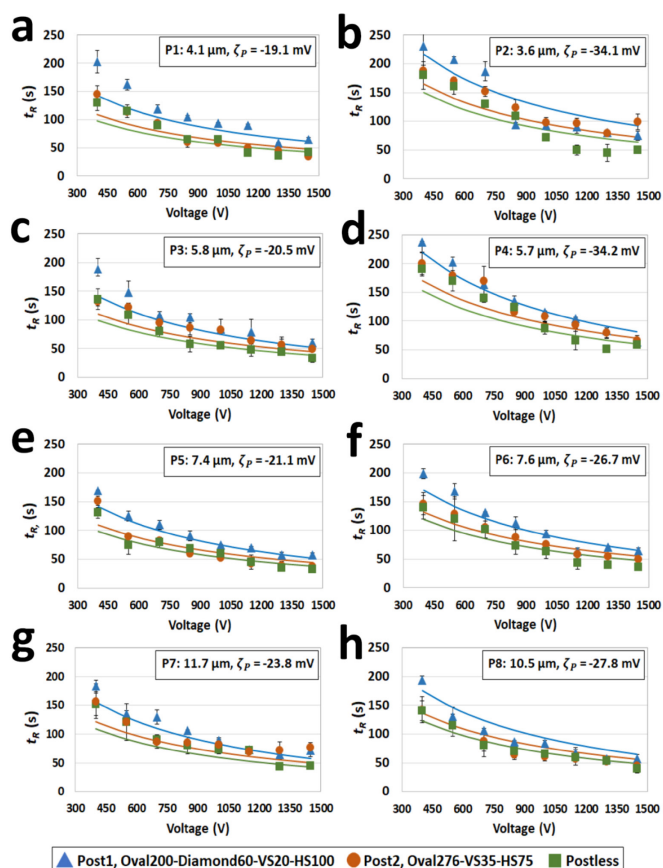 a
P1: 4.1 µm, ζP = -19.1 mV
250
200
150
100
50
0
tR (s)
300 450 600 750 900 1050 1200 1350 1500
Voltage (V)
b
P2: 3.6 µm, ζP = -34.1 mV
250
200
150
100
50
0
tR (s)
300 450 600 750 900 1050 1200 1350 1500
Voltage (V)
c
P3: 5.8 µm, ζP = -20.5 mV
250
200
150
100
50
0
tR (s)
300 450 600 750 900 1050 1200 1350 1500
Voltage (V)
d
P4: 5.7 µm, ζP = -34.2 mV
250
200
150
100
50
0
tR (s)
300 450 600 750 900 1050 1200 1350 1500
Voltage (V)
e
P5: 7.4 µm, ζP = -21.1 mV
250
200
150
100
50
0
tR, (s)
300 450 600 750 900 1050 1200 1350 1500
Voltage (V)
f
P6: 7.6 µm, ζP = -26.7 mV
250
200
150
100
50
0
tR (s)
300 450 600 750 900 1050 1200 1350 1500
Voltage (V)
g
P7: 11.7 µm, ζP = -23.8 mV
250
200
150
100
50
0
tR (s)
300 450 600 750 900 1050 1200 1350 1500
Voltage (V)
h
P8: 10.5 µm, ζP = -27.8 mV
250
200
150
100
50
0
tR (s)
300 450 600 750 900 1050 1200 1350 1500
Voltage (V)
Post1, Oval200-Diamond60-VS20-HS100 Post2, Oval276-VS35-HS75 Postless